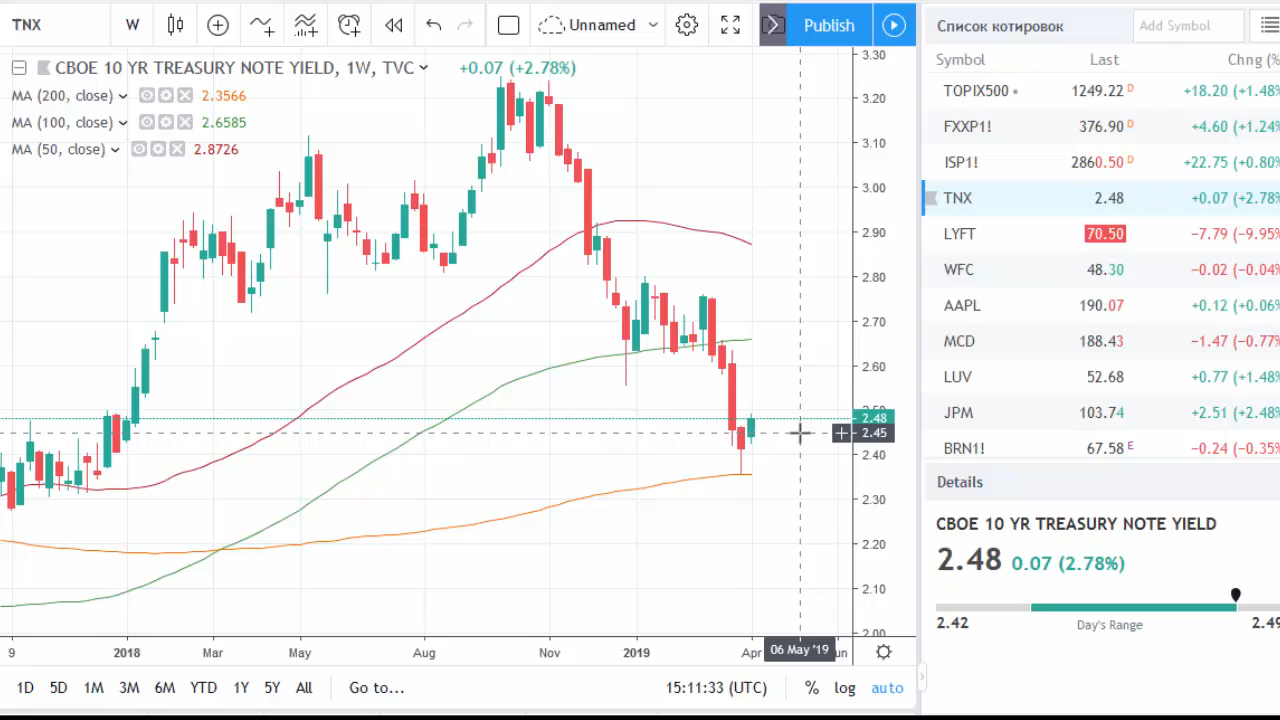 TNX W Unnamed Publish
CBOE 10 YR TREASURY NOTE YIELD, 1W, TVC +0.07 (+2.78%)
MA (200, close) 2.3566
MA (100, close) 2.6585
MA (50, close) 2.8726
3.30
3.20
3.10
3.00
2.90
2.80
2.70
2.60
2.48
2.45
2.40
2.30
2.20
2.10
2.00
9 2018 Mar May Aug Nov 2019 Apr 06 May '19
1D 5D 1M 3M 6M YTD 1Y 5Y All Go to... 15:11:33 (UTC) % log auto
Список котировок Add Symbol
Symbol Last Chng (%
TOPIX500 1249.22 D +18.20 (+1.48%
FXXP1! 376.90 D +4.60 (+1.24%
ISP1! 2860.50 D +22.75 (+0.80%
TNX 2.48 +0.07 (+2.78%
LYFT 70.50 −7.79 (−9.95%
WFC 48.30 −0.02 (−0.04%
AAPL 190.07 +0.12 (+0.06%
MCD 188.43 −1.47 (−0.77%
LUV 52.68 +0.77 (+1.48%
JPM 103.74 +2.51 (+2.48%
BRN1! 67.58 E −0.24 (−0.35%
Details
CBOE 10 YR TREASURY NOTE YIELD
2.48 0.07 (2.78%)
2.42 Day's Range 2.49